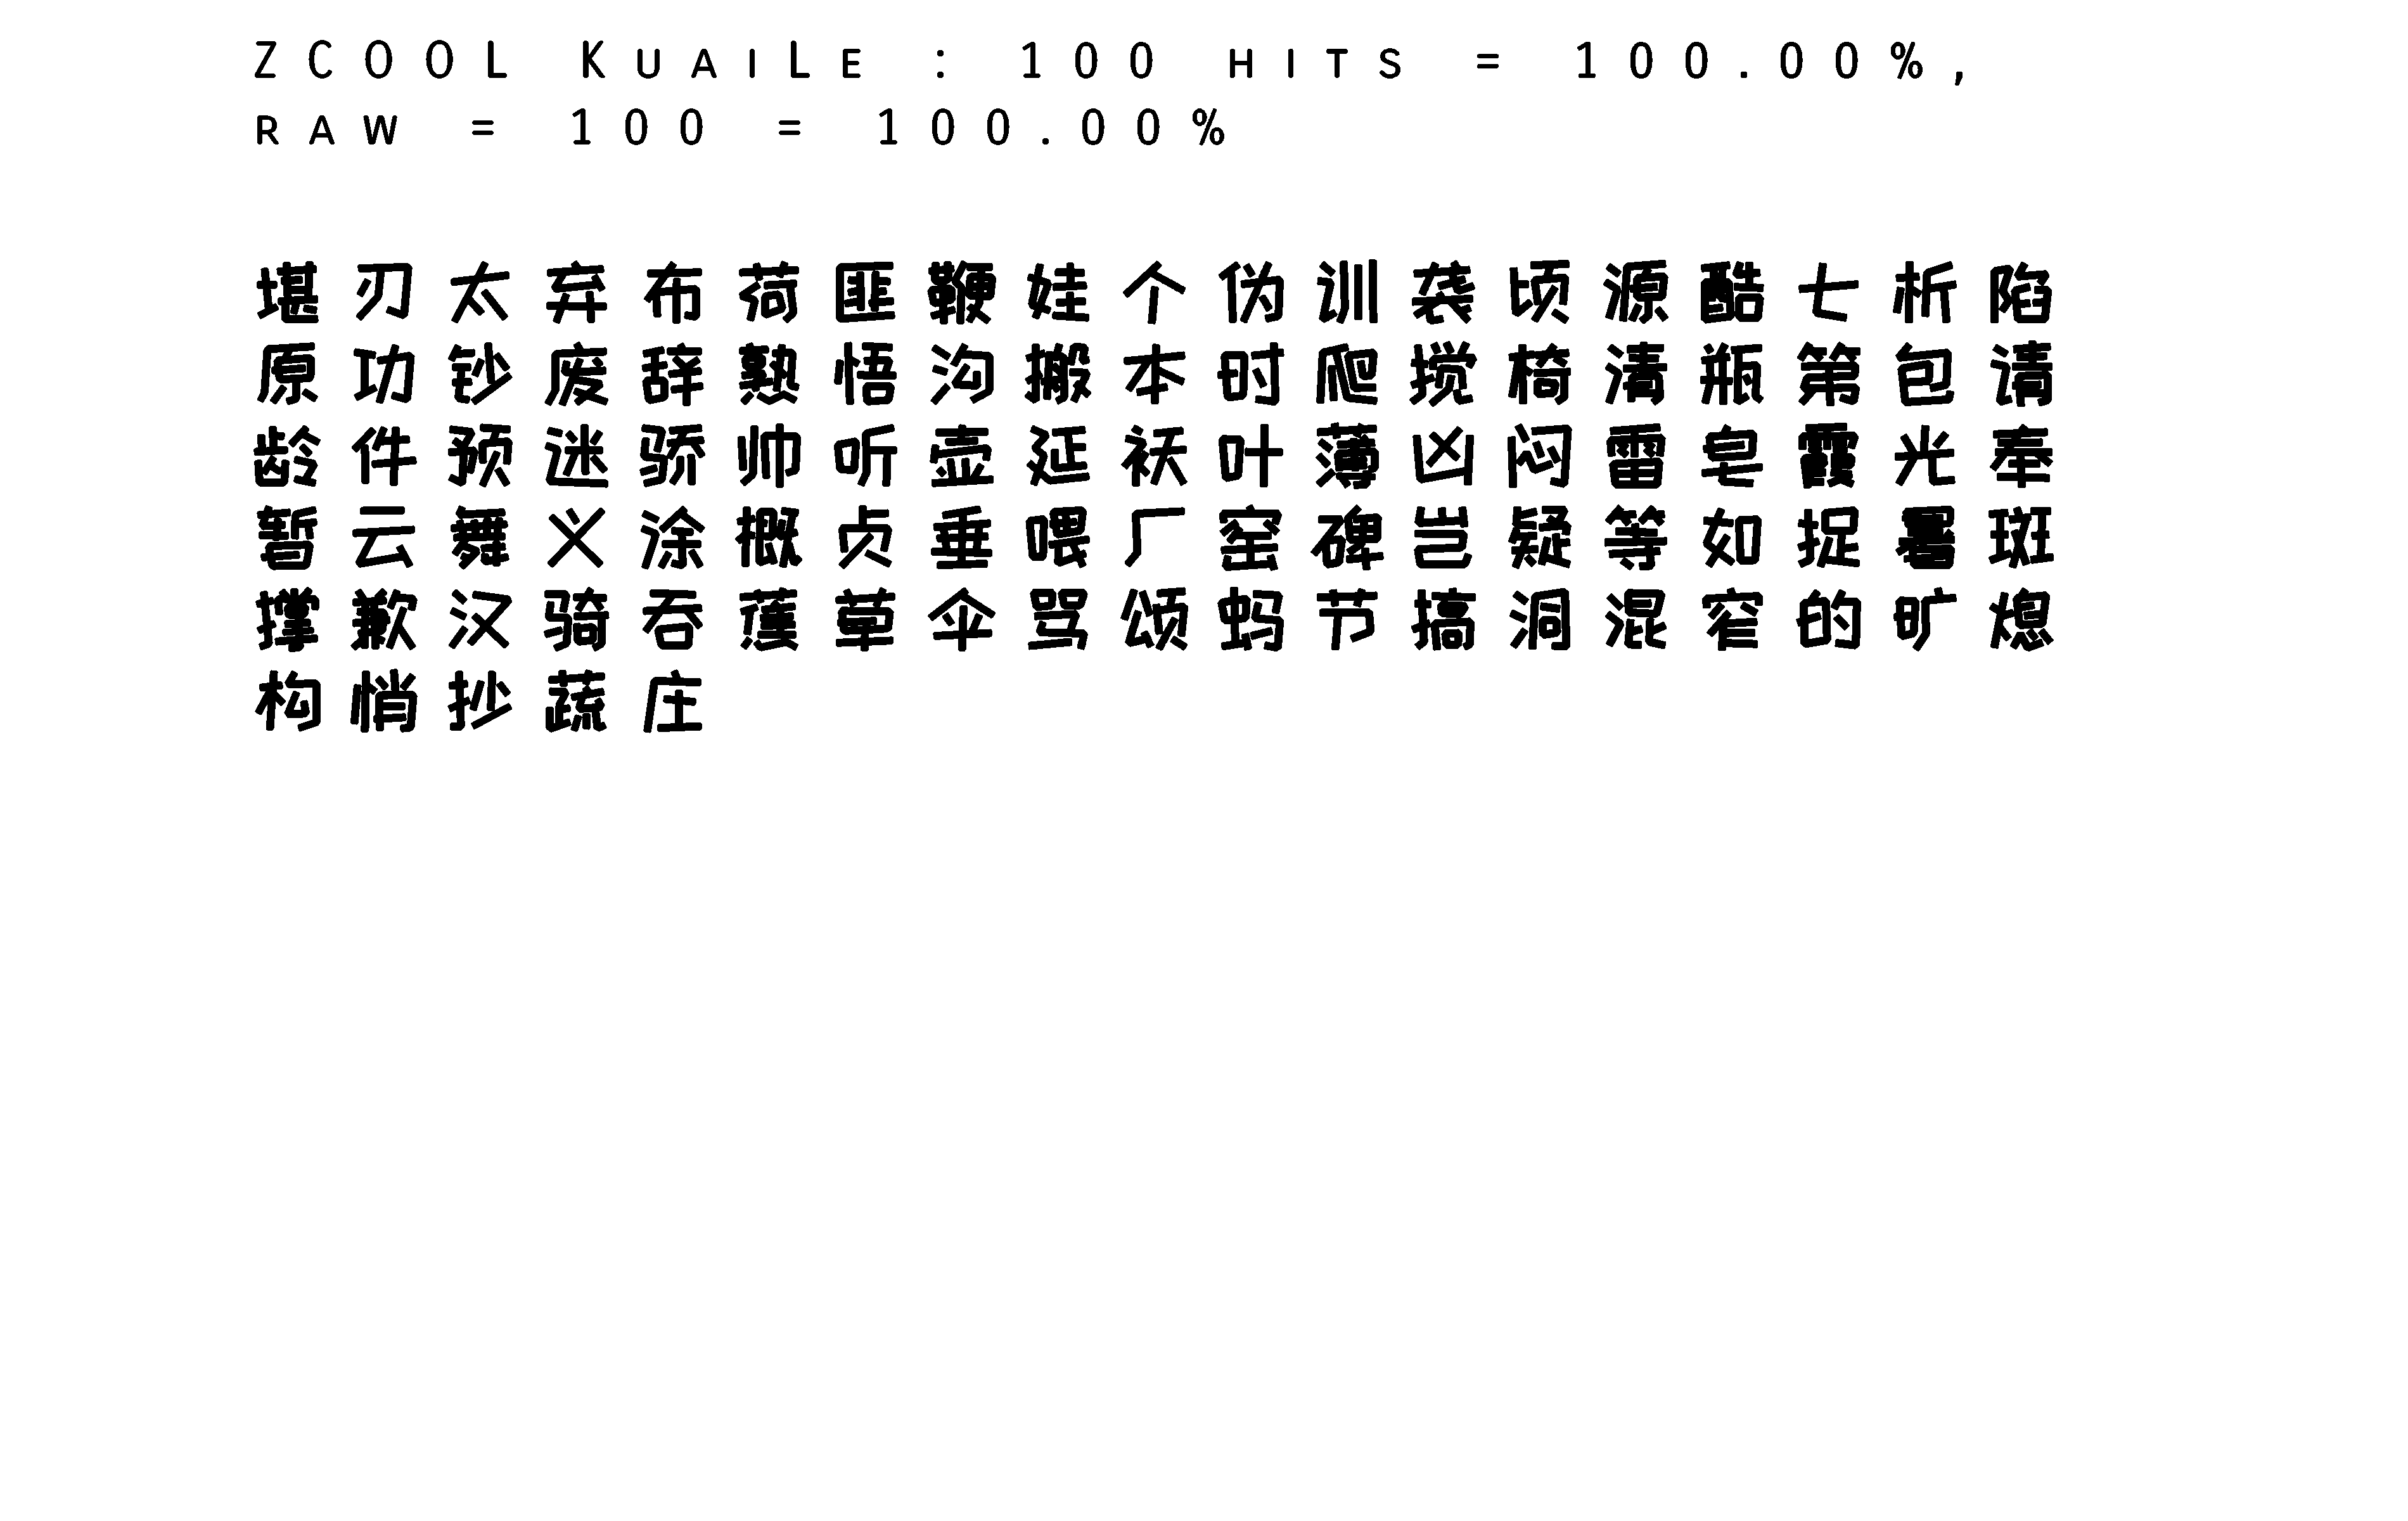 ZCOOL KuaiLe : 100 hits = 100.00%,
raw = 100 = 100.00%
堪刃太弃布荷匪鞭娃个伪训袭顷源酷七析陷
原功钞废辞熟悟沟搬本时爬搅椅清瓶第包请
龄件预迷骄帅听壶延袄叶薄凶闷雷皂霞光奉
暂云舞义涂概贞垂喂厂窑碑岂疑等如捉暑斑
撑歉汉骑吞蕉草伞骂颂蚂节搞洞混窄的旷熄
构悄抄蔬庄